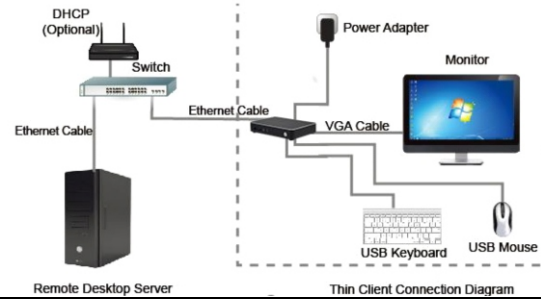 DHCP
(Optional)
Switch
Ethernet Cable
Remote Desktop Server
Power Adapter
Monitor
Ethernet Cable
VGA Cable
USB Keyboard
USB Mouse
Thin Client Connection Diagram